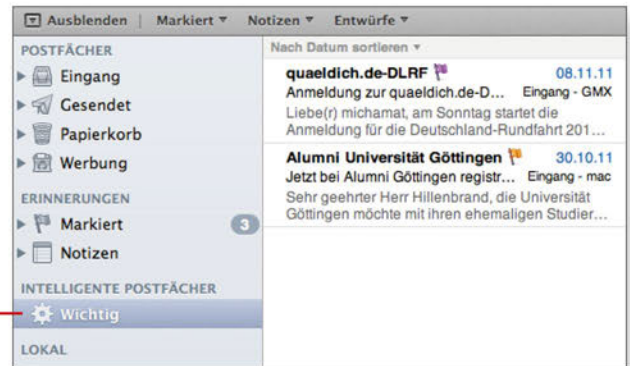 Ausblenden | Markiert Notizen Entwürfe
POSTFÄCHER
Eingang
Gesendet
Papierkorb
Werbung
ERINNERUNGEN
Markiert 3
Notizen
INTELLIGENTE POSTFÄCHER
Wichtig
LOKAL
Nach Datum sortieren
quaeldich.de-DLRF 08.11.11
Anmeldung zur quaeldich.de-D... Eingang - GMX
Liebe(r) michamat, am Sonntag startet die
Anmeldung für die Deutschland-Rundfahrt 201...
Alumni Universität Göttingen 30.10.11
Jetzt bei Alumni Göttingen registr... Eingang - mac
Sehr geehrter Herr Hillenbrand, die Universität
Göttingen möchte mit ihren ehemaligen Studier...